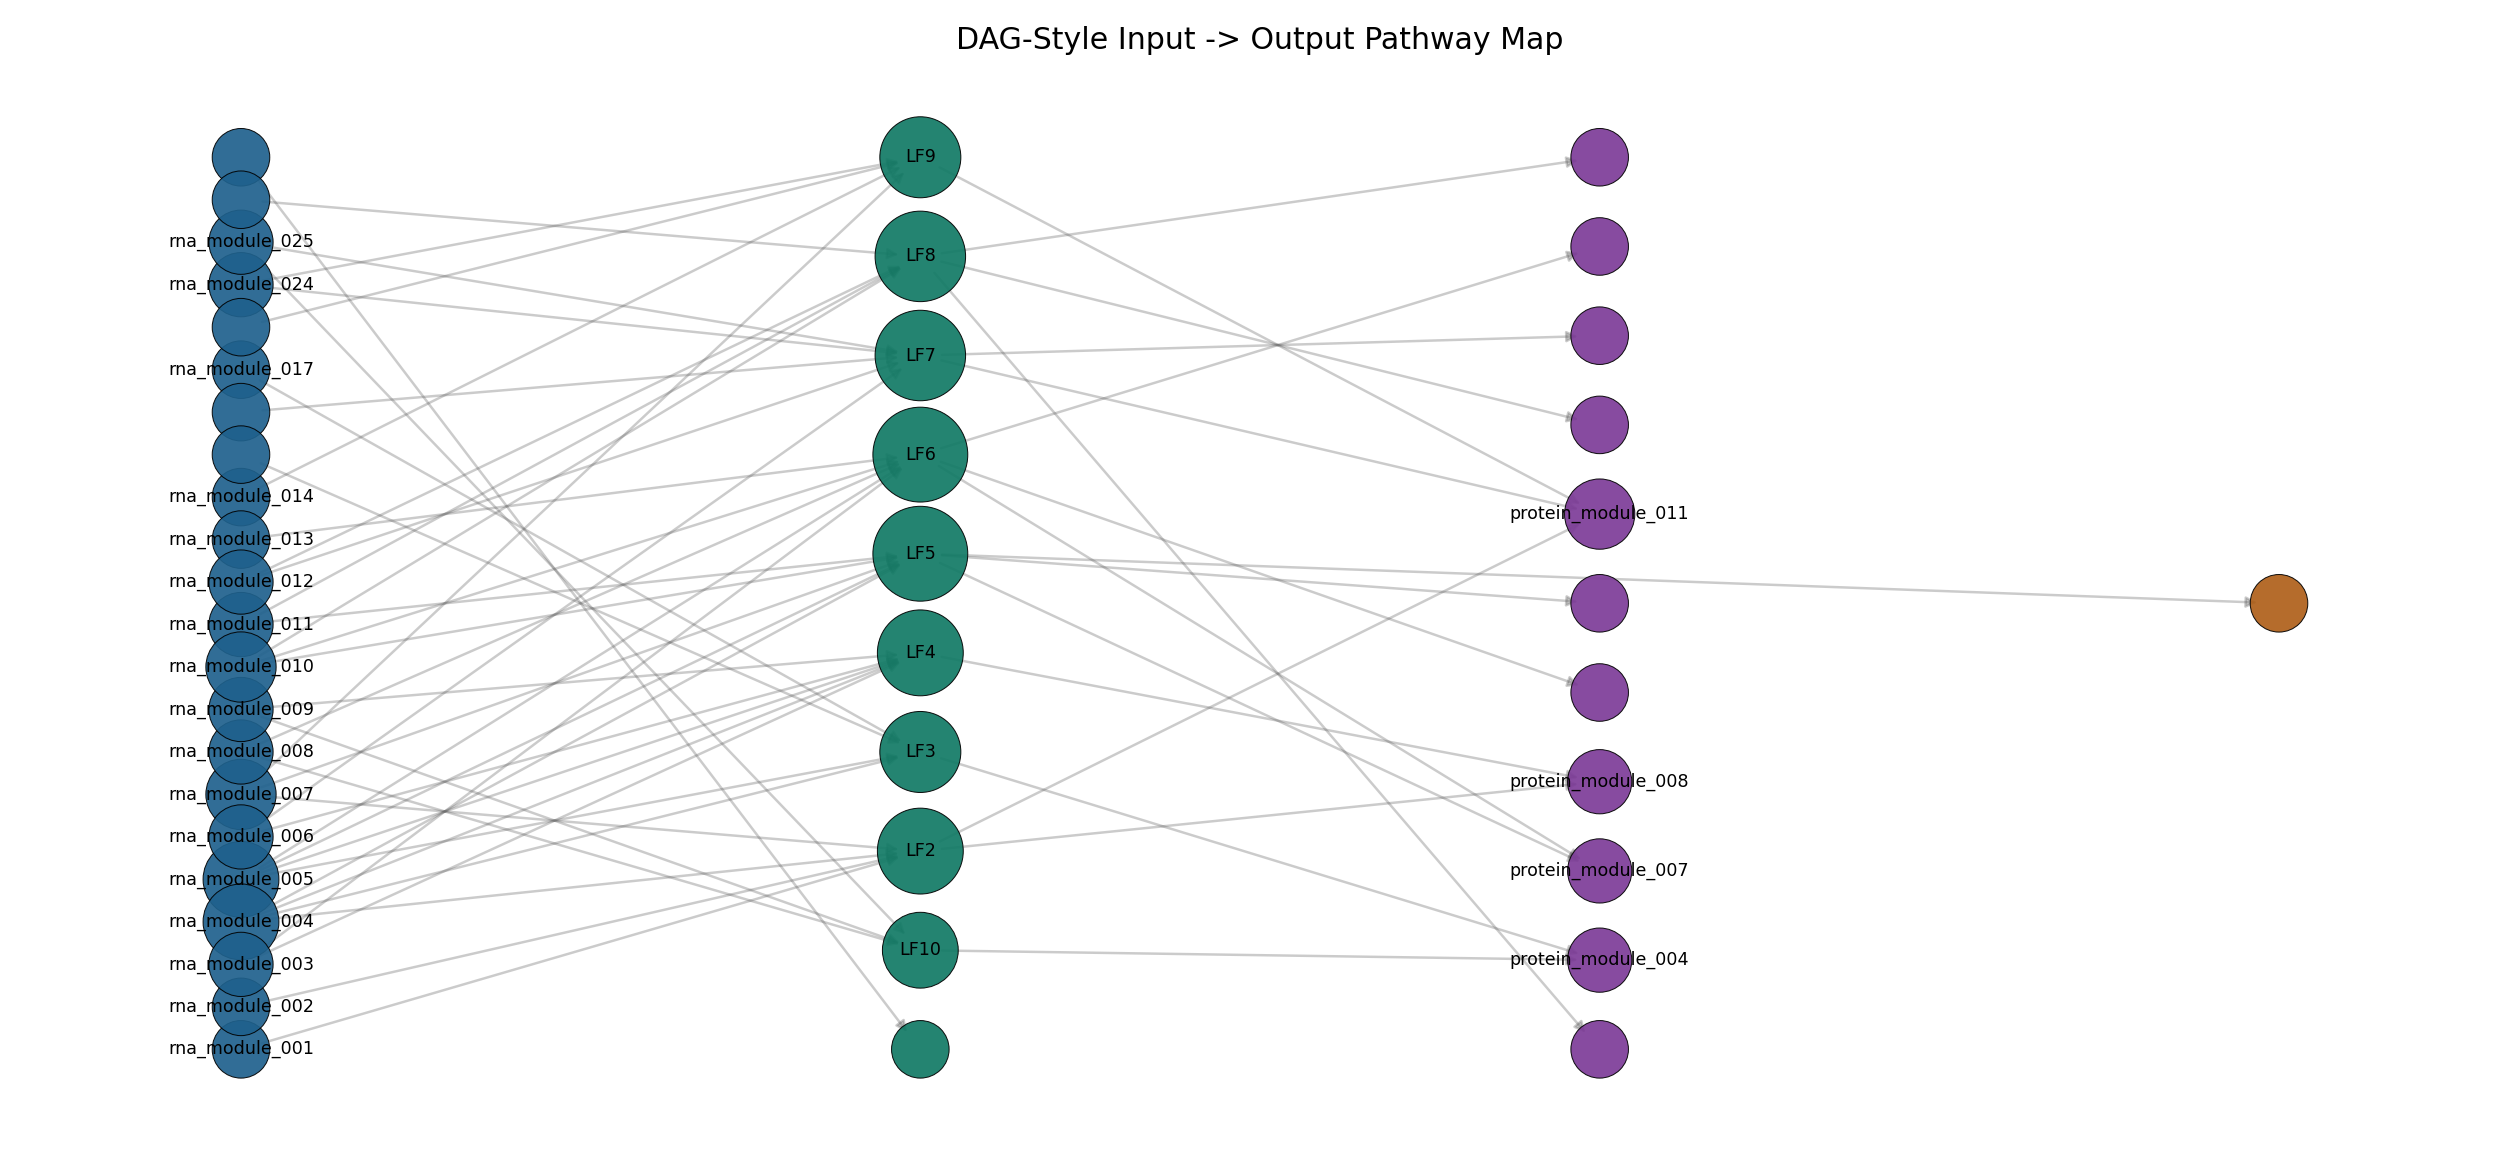 DAG-Style Input -> Output Pathway Map
rna_module_025
rna_module_024
rna_module_017
rna_module_014
rna_module_013
rna_module_012
rna_module_011
rna_module_010
rna_module_009
rna_module_008
rna_module_007
rna_module_006
rna_module_005
rna_module_004
rna_module_003
rna_module_002
rna_module_001
LF9
LF8
LF7
LF6
LF5
LF4
LF3
LF2
LF10
protein_module_011
protein_module_008
protein_module_007
protein_module_004